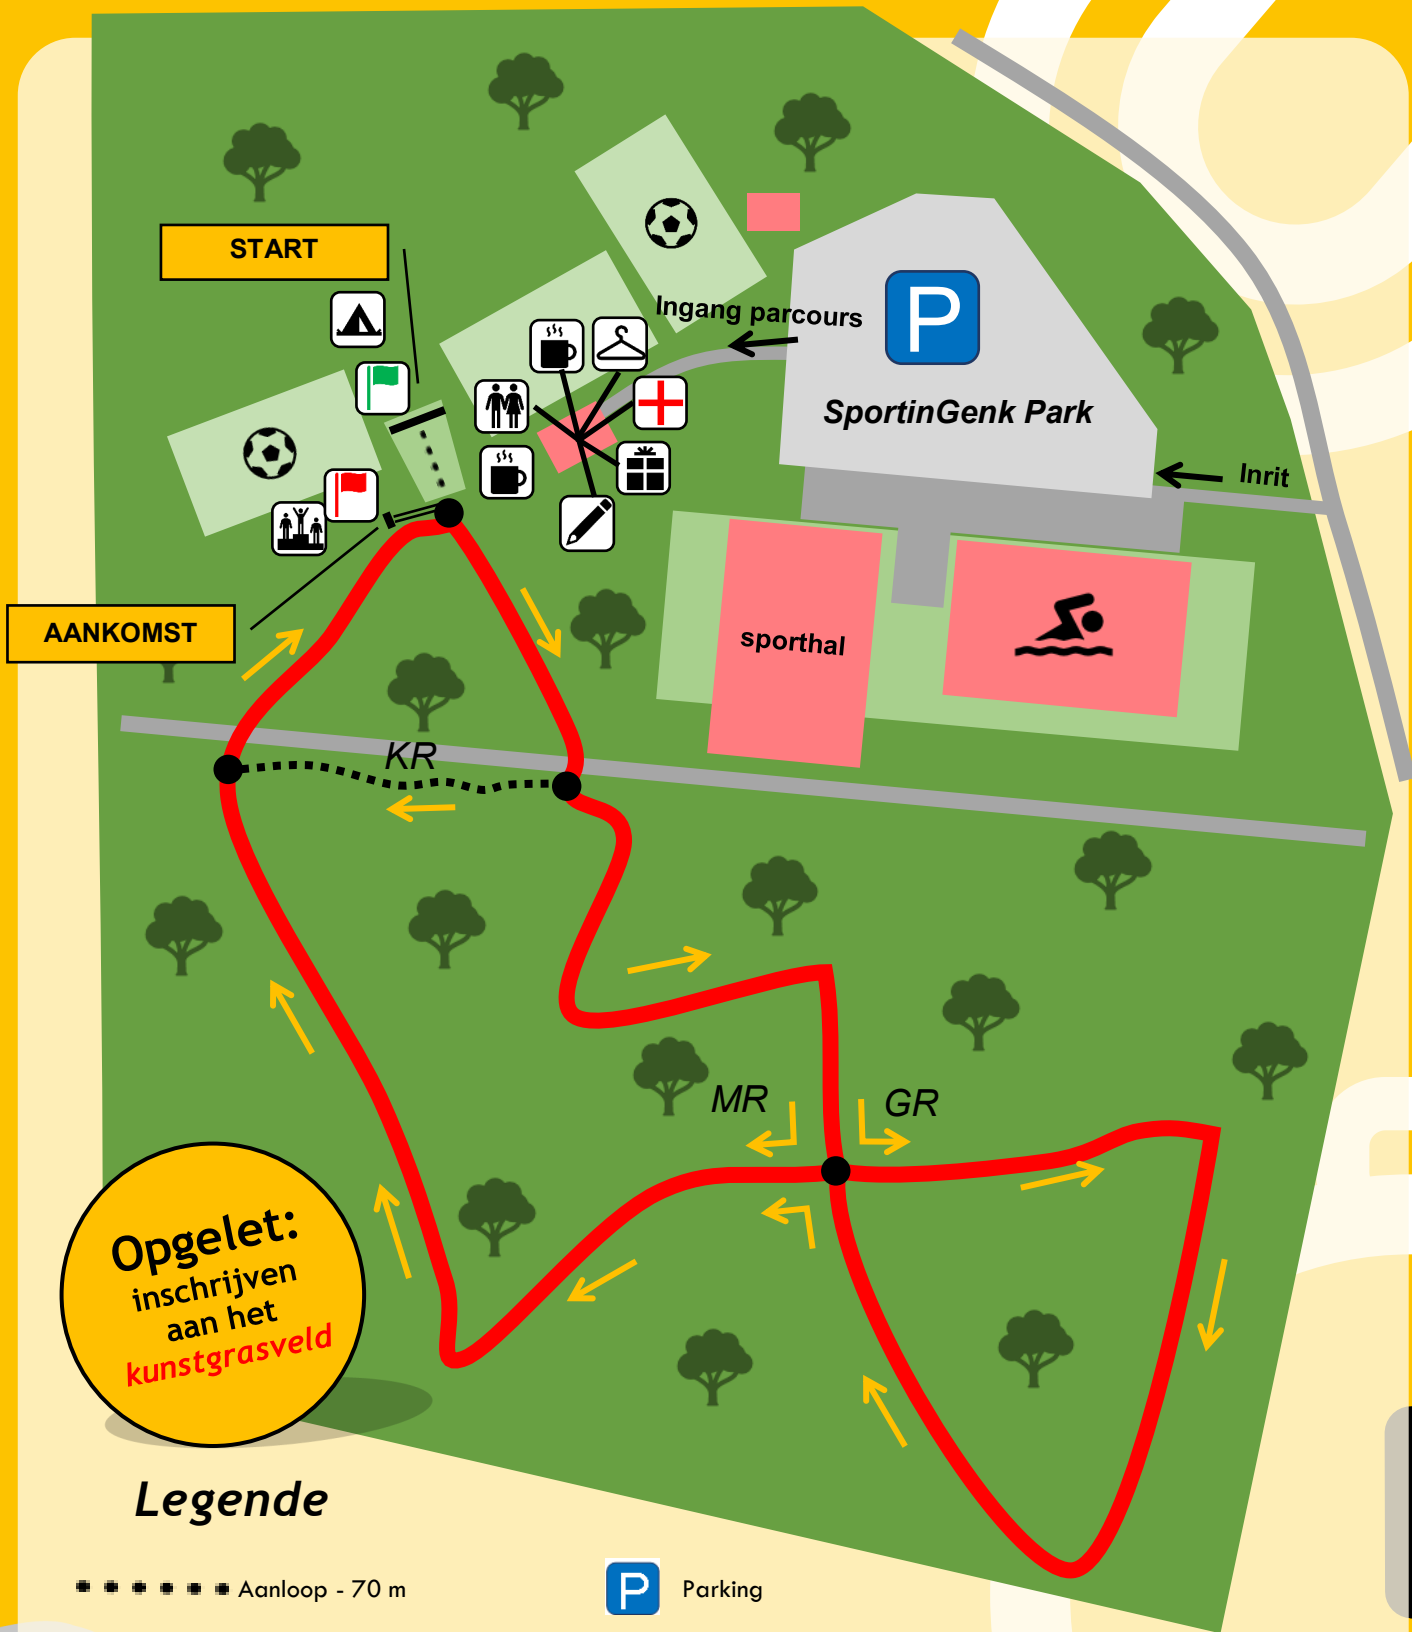 START
Ingang parcours
P
SportinGenk Park
Inrit
AANKOMST
sporthal
KR
MR
GR
Opgelet:
inschrijven
aan het
kunstgrasveld
Legende
Aanloop - 70 m
P
Parking